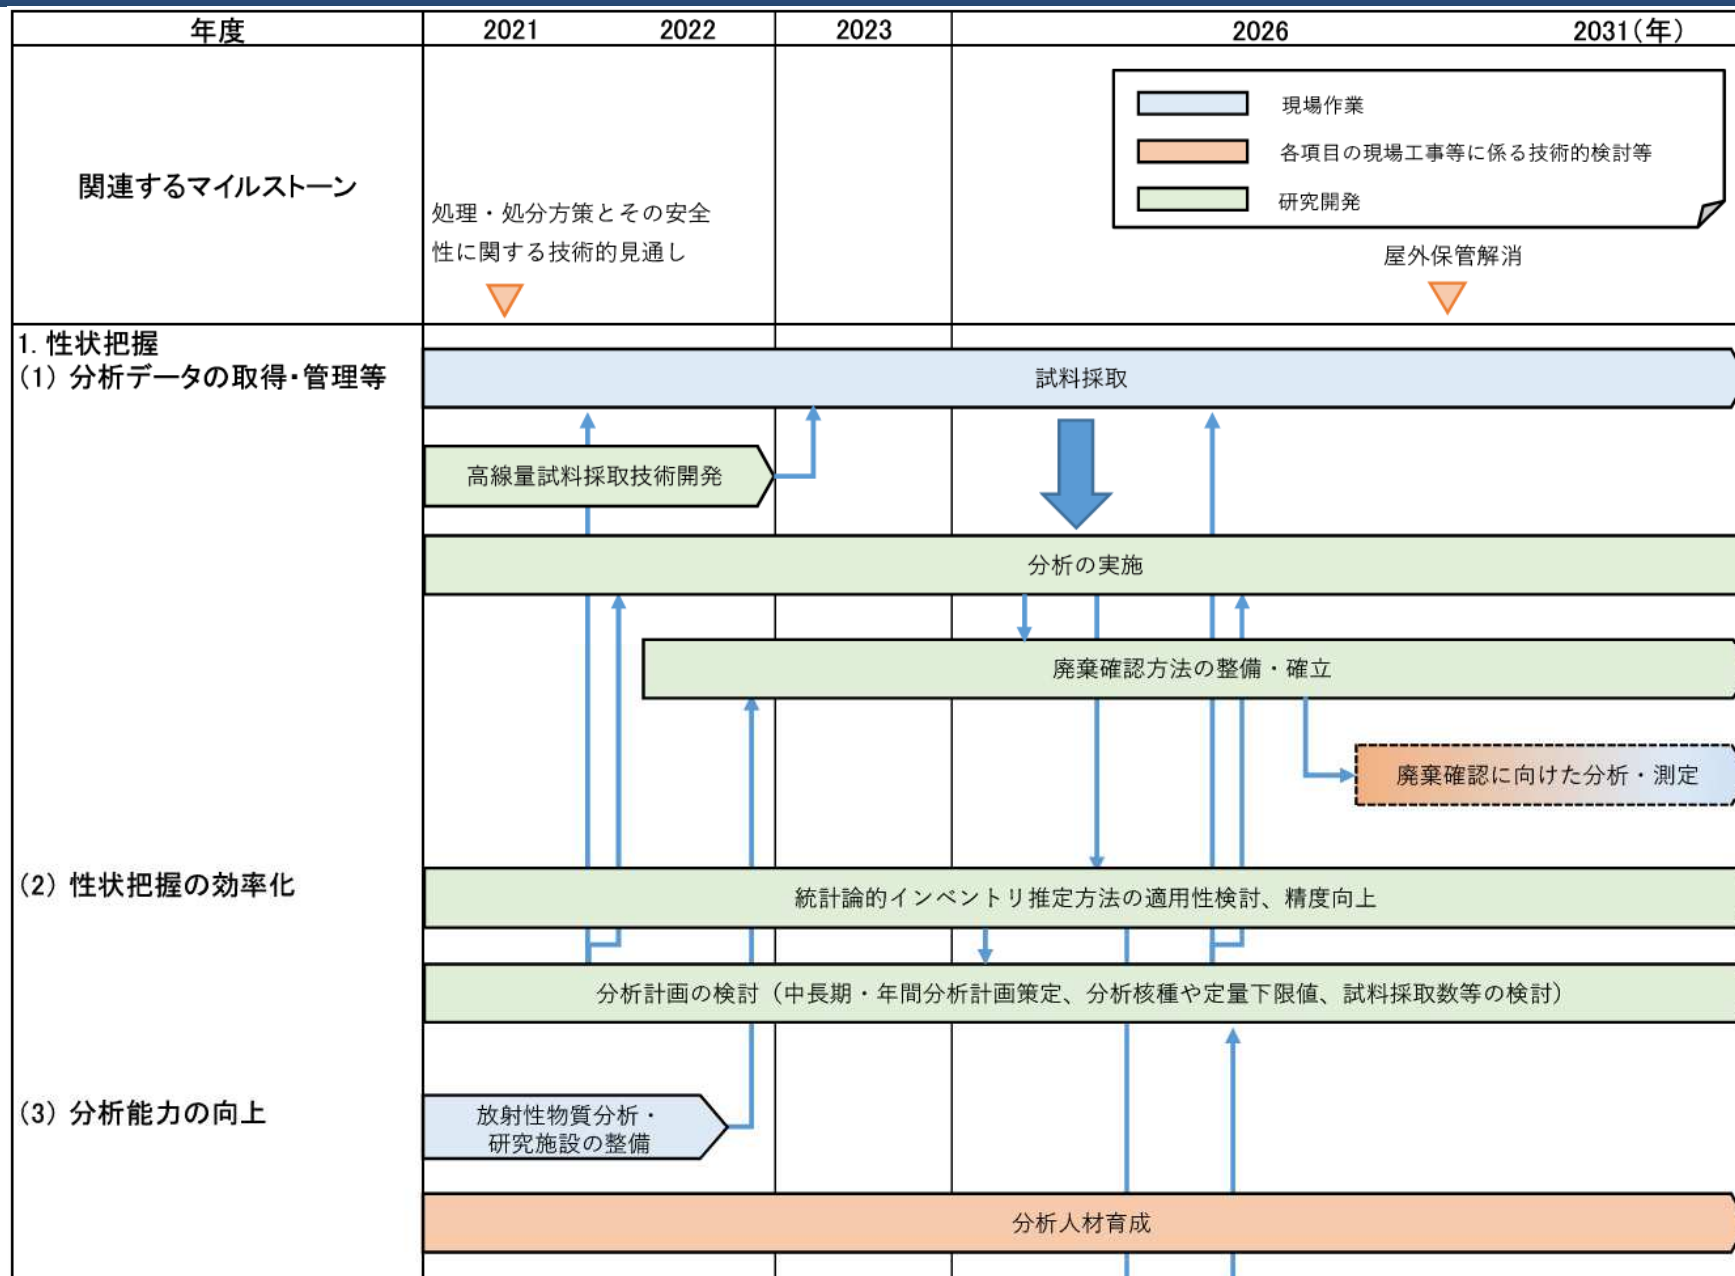 年度
2021
2022
2023
2026
2031(年)
関連するマイルストーン
現場作業
各項目の現場工事等に係る技術的検討等
研究開発
処理・処分方策とその安全
性に関する技術的見通し
屋外保管解消
1. 性状把握
(1) 分析データの取得・管理等
試料採取
高線量試料採取技術開発
分析の実施
廃棄確認方法の整備・確立
廃棄確認に向けた分析・測定
(2) 性状把握の効率化
統計論的インベントリ推定方法の適用性検討、精度向上
分析計画の検討（中長期・年間分析計画策定、分析核種や定量下限値、試料採取数等の検討）
(3) 分析能力の向上
放射性物質分析・
研究施設の整備
分析人材育成